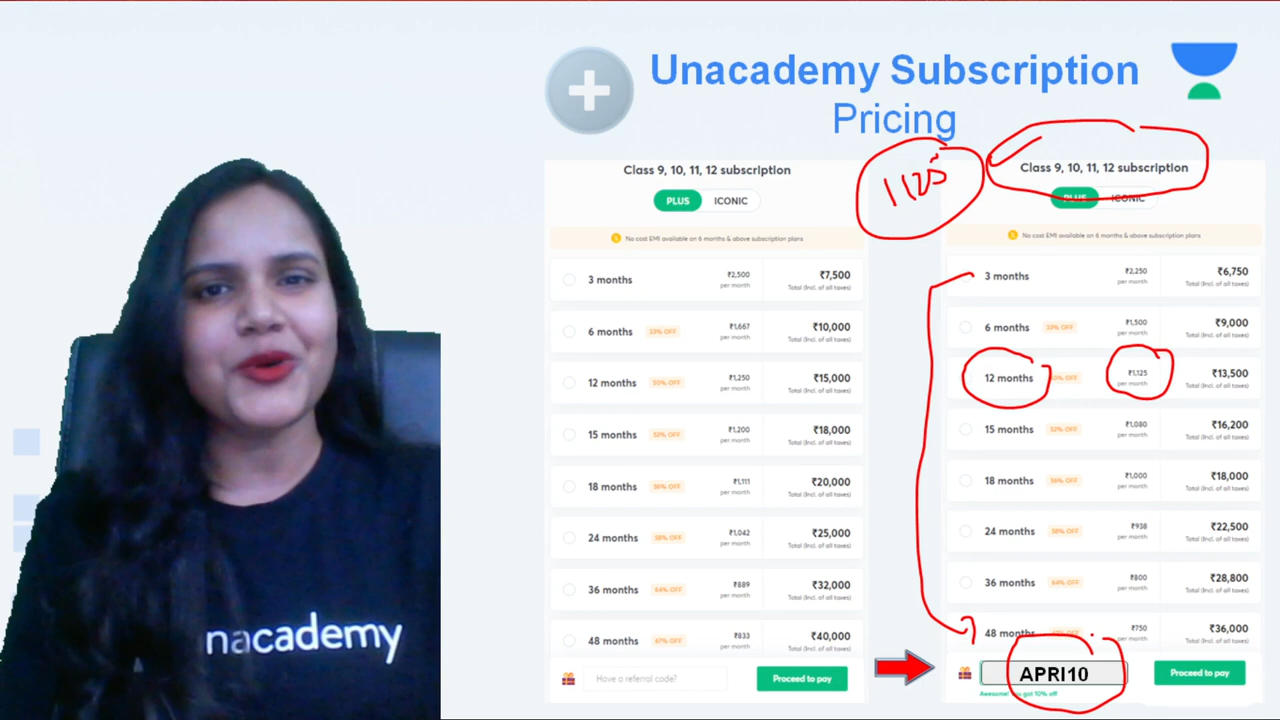 Unacademy Subscription
Pricing
Class 9, 10, 11, 12 subscription
PLUS ICONIC
No cost EMI available on 6 months & above subscription plans
3 months ₹2,500 per month ₹7,500 Total (Incl. of all taxes)
6 months 33% OFF ₹1,667 per month ₹10,000 Total (Incl. of all taxes)
12 months 50% OFF ₹1,250 per month ₹15,000 Total (Incl. of all taxes)
15 months 52% OFF ₹1,200 per month ₹18,000 Total (Incl. of all taxes)
18 months 56% OFF ₹1,111 per month ₹20,000 Total (Incl. of all taxes)
24 months 58% OFF ₹1,042 per month ₹25,000 Total (Incl. of all taxes)
36 months 64% OFF ₹889 per month ₹32,000 Total (Incl. of all taxes)
48 months 67% OFF ₹833 per month ₹40,000 Total (Incl. of all taxes)
Have a referral code? Proceed to pay
1125
Class 9, 10, 11, 12 subscription
PLUS ICONIC
No cost EMI available on 6 months & above subscription plans
3 months ₹2,250 per month ₹6,750 Total (Incl. of all taxes)
6 months 33% OFF ₹1,500 per month ₹9,000 Total (Incl. of all taxes)
12 months OFF ₹1,125 per month ₹13,500 Total (Incl. of all taxes)
15 months 52% OFF ₹1,080 per month ₹16,200 Total (Incl. of all taxes)
18 months 56% OFF ₹1,000 per month ₹18,000 Total (Incl. of all taxes)
24 months 58% OFF ₹938 per month ₹22,500 Total (Incl. of all taxes)
36 months 64% OFF ₹800 per month ₹28,800 Total (Incl. of all taxes)
48 months ₹750 per month ₹36,000 Total (Incl. of all taxes)
APRI10 Proceed to pay
Awesome! You got 10% off
nacademy